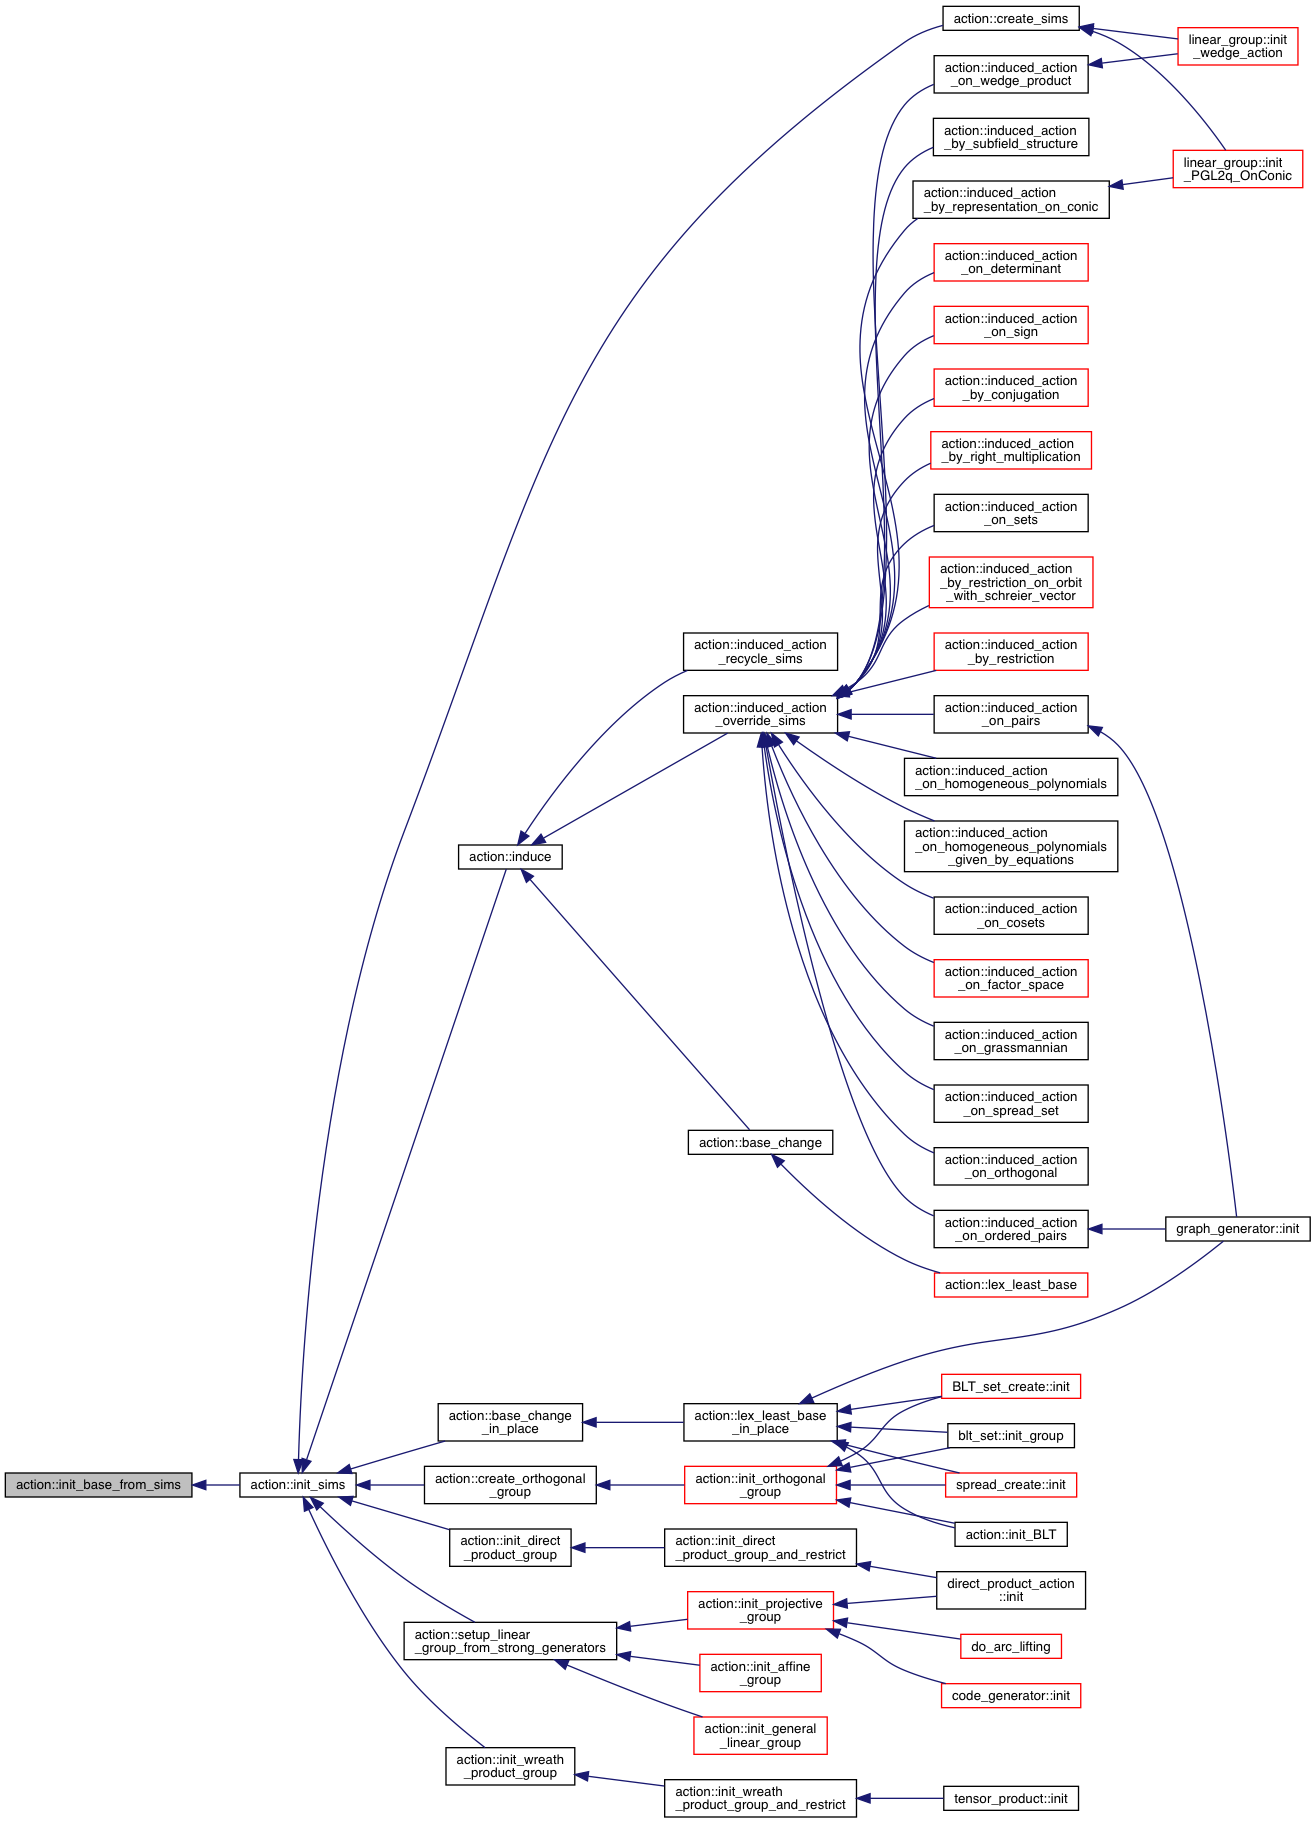 action::create_sims
linear_group::init
_wedge_action
action::induced_action
_on_wedge_product
action::induced_action
_by_subfield_structure
linear_group::init
_PGL2q_OnConic
action::induced_action
_by_representation_on_conic
action::induced_action
_on_determinant
action::induced_action
_on_sign
action::induced_action
_by_conjugation
action::induced_action
_by_right_multiplication
action::induced_action
_on_sets
action::induced_action
_by_restriction_on_orbit
_with_schreier_vector
action::induced_action
_recycle_sims
action::induced_action
_by_restriction
action::induced_action
_override_sims
action::induced_action
_on_pairs
action::induced_action
_on_homogeneous_polynomials
action::induced_action
_on_homogeneous_polynomials
_given_by_equations
action::induce
action::induced_action
_on_cosets
action::induced_action
_on_factor_space
action::induced_action
_on_grassmannian
action::induced_action
_on_spread_set
action::base_change
action::induced_action
_on_orthogonal
action::induced_action
_on_ordered_pairs
graph_generator::init
action::lex_least_base
BLT_set_create::init
action::base_change
_in_place
action::lex_least_base
_in_place
blt_set::init_group
action::init_base_from_sims
action::init_sims
action::create_orthogonal
_group
action::init_orthogonal
_group
spread_create::init
action::init_BLT
action::init_direct
_product_group
action::init_direct
_product_group_and_restrict
direct_product_action
::init
action::init_projective
_group
action::setup_linear
_group_from_strong_generators
do_arc_lifting
action::init_affine
_group
code_generator::init
action::init_general
_linear_group
action::init_wreath
_product_group
action::init_wreath
_product_group_and_restrict
tensor_product::init